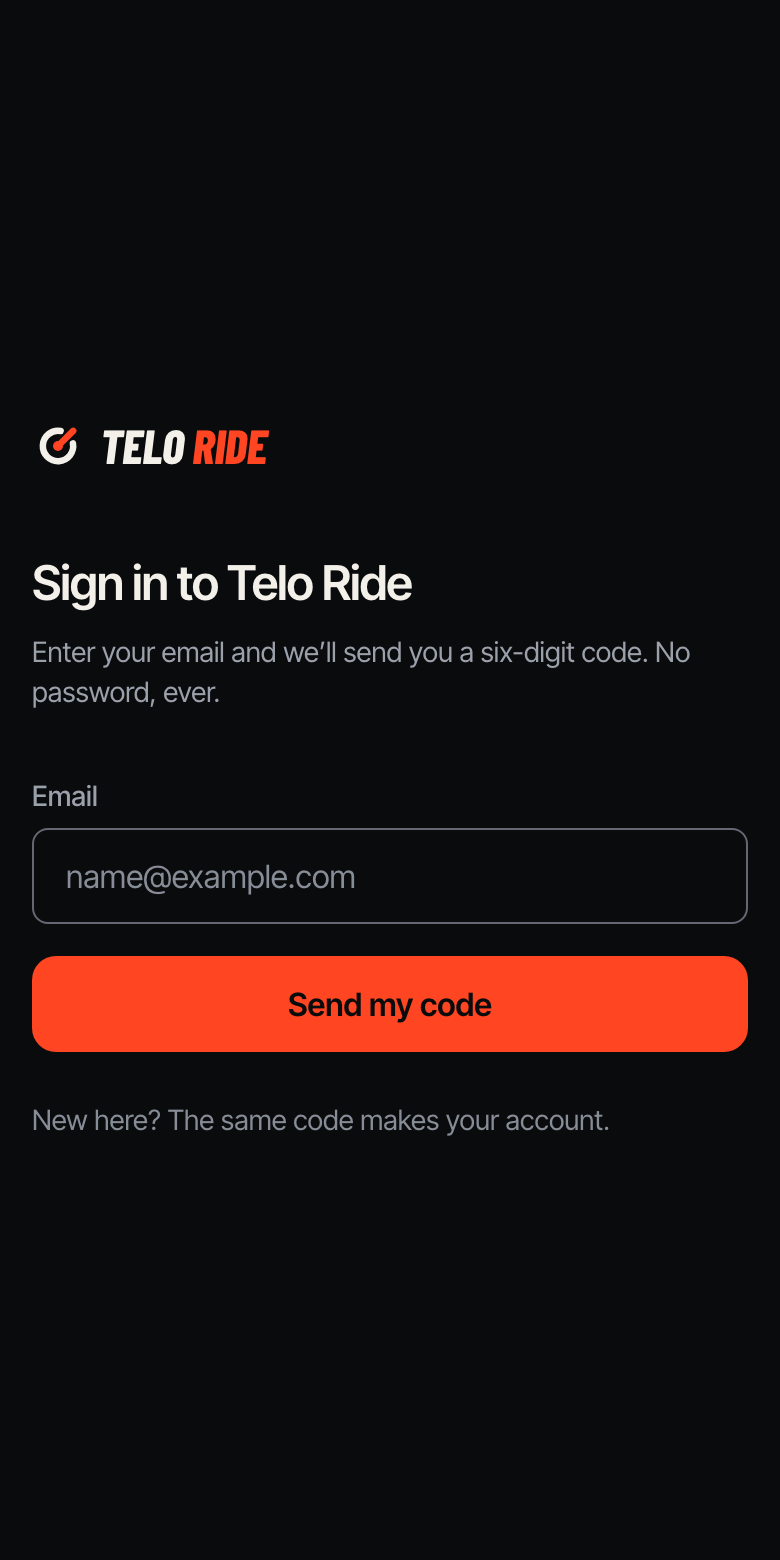 TELO RIDE
Sign in to Telo Ride
Enter your email and we’ll send you a six-digit code. No
password, ever.
Email
name@example.com
Send my code
New here? The same code makes your account.